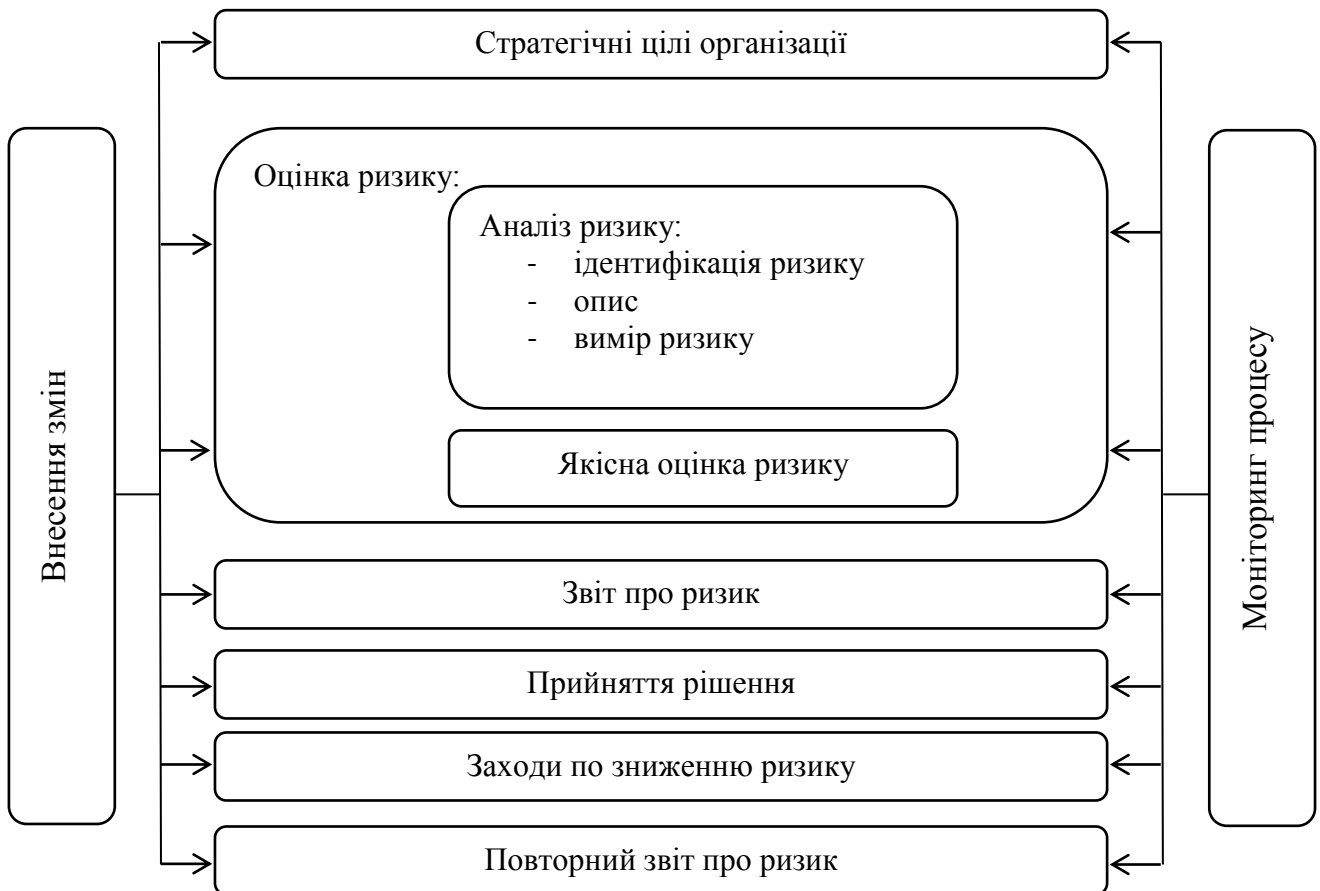 Стратегічні цілі організації
Оцінка ризику:
Аналіз ризику:
- ідентифікація ризику
- опис
- вимір ризику
Якісна оцінка ризику
Внесення змін
Моніторинг процесу
Звіт про ризик
Прийняття рішення
Заходи по зниженню ризику
Повторний звіт про ризик